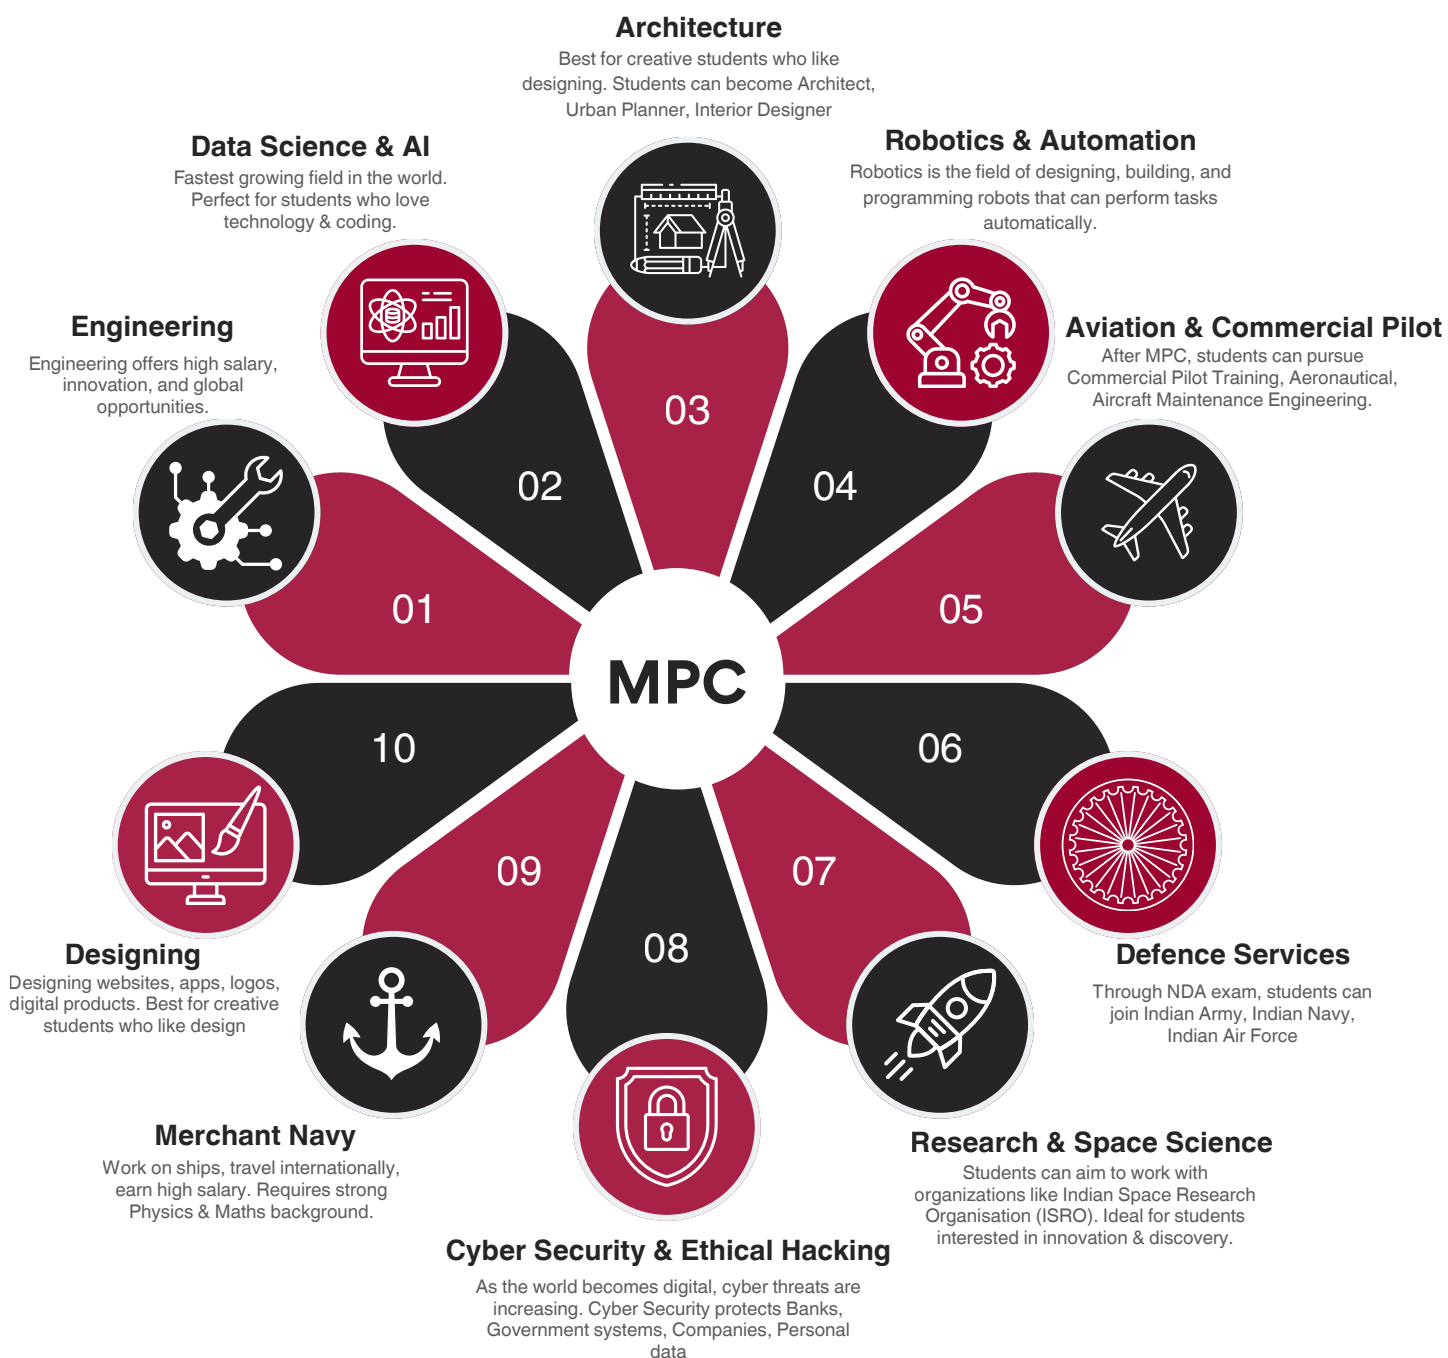 Architecture
Best for creative students who like
designing. Students can become Architect,
Urban Planner, Interior Designer
Data Science & AI
Fastest growing field in the world.
Perfect for students who love
technology & coding.
Robotics & Automation
Robotics is the field of designing, building, and
programming robots that can perform tasks
automatically.
Engineering
Engineering offers high salary,
innovation, and global
opportunities.
Aviation & Commercial Pilot
After MPC, students can pursue
Commercial Pilot Training, Aeronautical,
Aircraft Maintenance Engineering.
03
02
04
01
05
MPC
10
06
09
07
08
Designing
Designing websites, apps, logos,
digital products. Best for creative
students who like design
Defence Services
Through NDA exam, students can
join Indian Army, Indian Navy,
Indian Air Force
Merchant Navy
Work on ships, travel internationally,
earn high salary. Requires strong
Physics & Maths background.
Research & Space Science
Students can aim to work with
organizations like Indian Space Research
Organisation (ISRO). Ideal for students
interested in innovation & discovery.
Cyber Security & Ethical Hacking
As the world becomes digital, cyber threats are
increasing. Cyber Security protects Banks,
Government systems, Companies, Personal
data